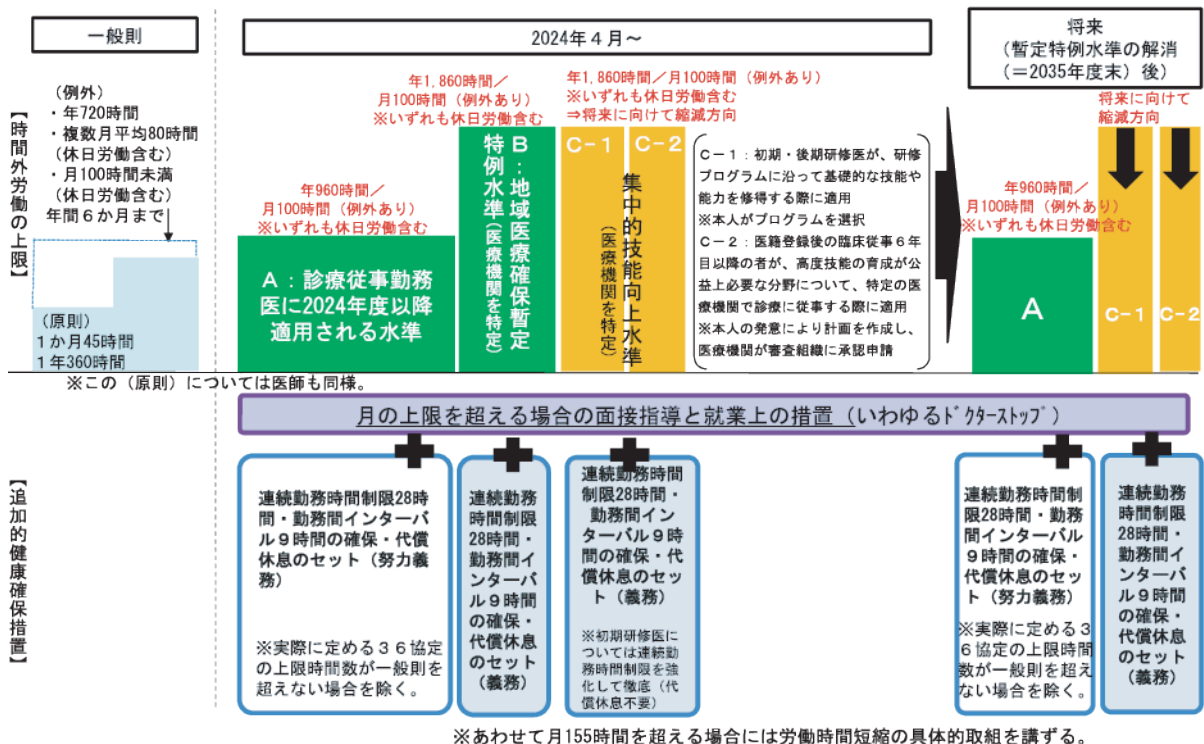 一般則
2024年４月～
将来
（暫定特例水準の解消
（＝2035年度末）後）
【時間外労働の上限】
（例外）
・年720時間
・複数月平均80時間
（休日労働含む）
・月100時間未満
（休日労働含む）
年間６か月まで
（原則）
１か月45時間
１年360時間
※この（原則）については医師も同様。
年960時間／
月100時間（例外あり）
※いずれも休日労働含む
Ａ：診療従事勤務
医に2024年度以降
適用される水準
年1,860時間／
月100時間（例外あり）
※いずれも休日労働含む
Ｂ：地域医療確保暫定
特例水準（医療機関を特定）
年1,860時間／月100時間（例外あり）
※いずれも休日労働含む
⇒将来に向けて縮減方向
Ｃ－１
Ｃ－２
集中的技能向上水準
（医療機関を特定）
Ｃ－１：初期・後期研修医が、研修
プログラムに沿って基礎的な技能や
能力を修得する際に適用
※本人がプログラムを選択
Ｃ－２：医籍登録後の臨床従事６年
目以降の者が、高度技能の育成が公
益上必要な分野について、特定の医
療機関で診療に従事する際に適用
※本人の発意により計画を作成し、
医療機関が審査組織に承認申請
年960時間／
月100時間（例外あり）
※いずれも休日労働含む
Ａ
将来に向けて
縮減方向
Ｃ－１
Ｃ－２
月の上限を超える場合の面接指導と就業上の措置（いわゆるﾄﾞｸﾀｰｽﾄｯﾌﾟ）
【追加的健康確保措置】
連続勤務時間制限28時
間・勤務間インターバ
ル９時間の確保・代償
休息のセット（努力義
務）
※実際に定める３６協定
の上限時間数が一般則を
超えない場合を除く。
連続勤務
時間制限
28時間・
勤務間イ
ンターバ
ル９時間
の確保・
代償休息
のセット
（義務）
連続勤務時間
制限28時間・
勤務間イン
ターバル９時
間の確保・代
償休息のセッ
ト（義務）
※初期研修医に
ついては連続勤
務時間制限を強
化して徹底（代
償休息不要）
連続勤務時間制
限28時間・勤務
間インターバル
９時間の確保・
代償休息のセッ
ト（努力義務）
※実際に定める３
６協定の上限時間
数が一般則を超え
ない場合を除く。
連続勤務
時間制限
28時間・
勤務間イ
ンターバ
ル９時間
の確保・
代償休息
のセット
（義務）
※あわせて月155時間を超える場合には労働時間短縮の具体的取組を講ずる。